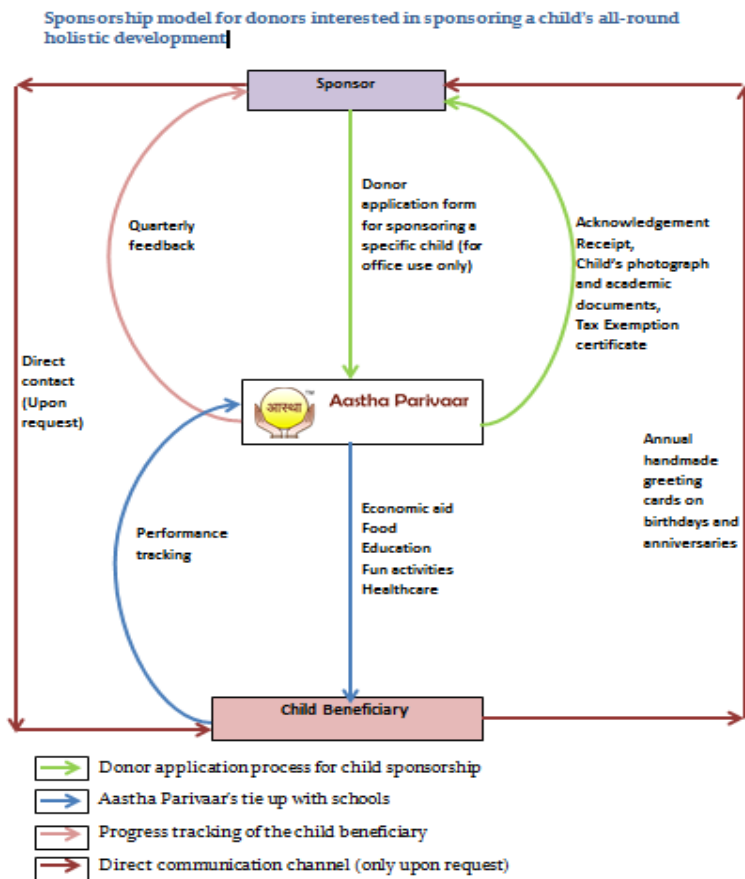 Sponsorship model for donors interested in sponsoring a child's all-round
holistic development
Sponsor
Donor
application form
for sponsoring a
specific child (for
office use only)
Quarterly
feedback
Acknowledgement
Receipt,
Child's photograph
and academic
documents,
Tax Exemption
certificate
Direct
contact
(Upon
request)
आस्था
TM
Aastha Parivaar
Annual
handmade
greeting
cards on
birthdays and
anniversaries
Economic aid
Food
Education
Fun activities
Healthcare
Performance
tracking
Child Beneficiary
Donor application process for child sponsorship
Aastha Parivaar's tie up with schools
Progress tracking of the child beneficiary
Direct communication channel (only upon request)